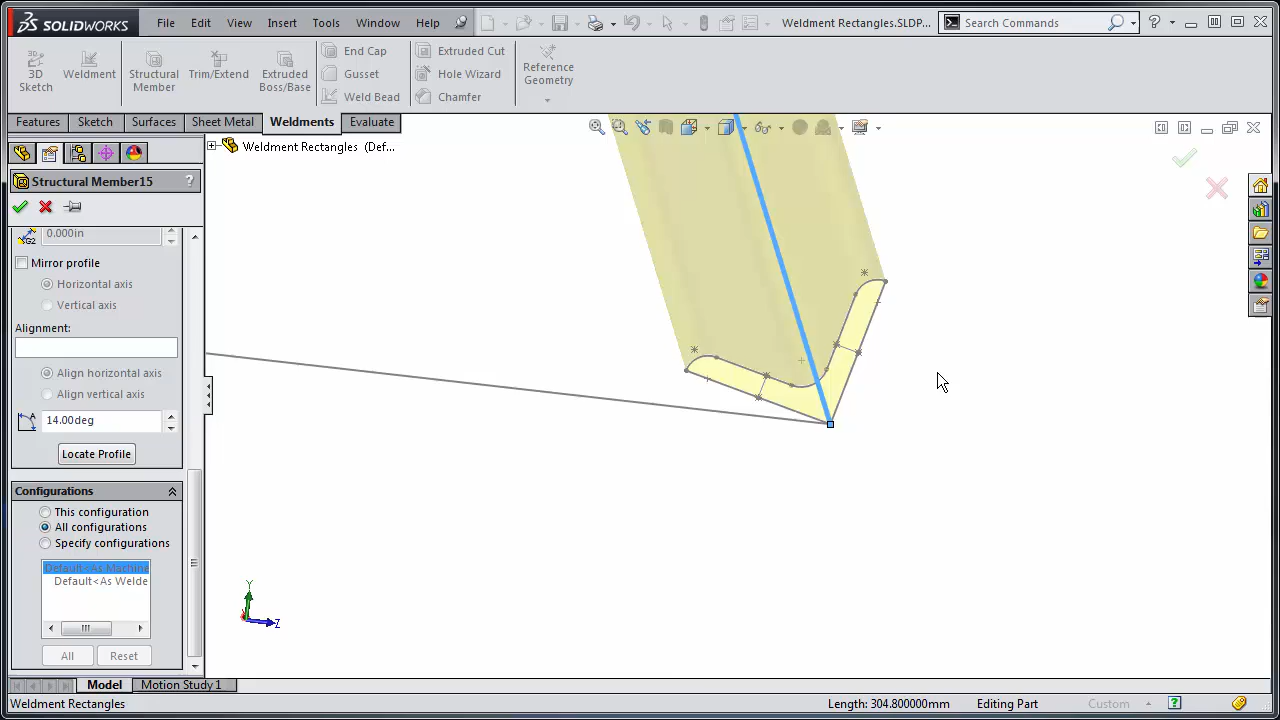 SOLIDWORKS File Edit View Insert Tools Window Help Weldment Rectangles.SLDP... Search Commands
3D Sketch Weldment Structural Member Trim/Extend Extruded Boss/Base End Cap Gusset Weld Bead Extruded Cut Hole Wizard Chamfer Reference Geometry
Features Sketch Surfaces Sheet Metal Weldments Evaluate
Weldment Rectangles (Def...
Structural Member15 ?
G2 0.000in
Mirror profile
Horizontal axis
Vertical axis
Alignment:
Align horizontal axis
Align vertical axis
14.00deg
Locate Profile
Configurations
This configuration
All configurations
Specify configurations
Default<As Machine
Default<As Welde
All Reset
Y
Z
Model Motion Study 1
Weldment Rectangles Length: 304.800000mm Editing Part Custom ?